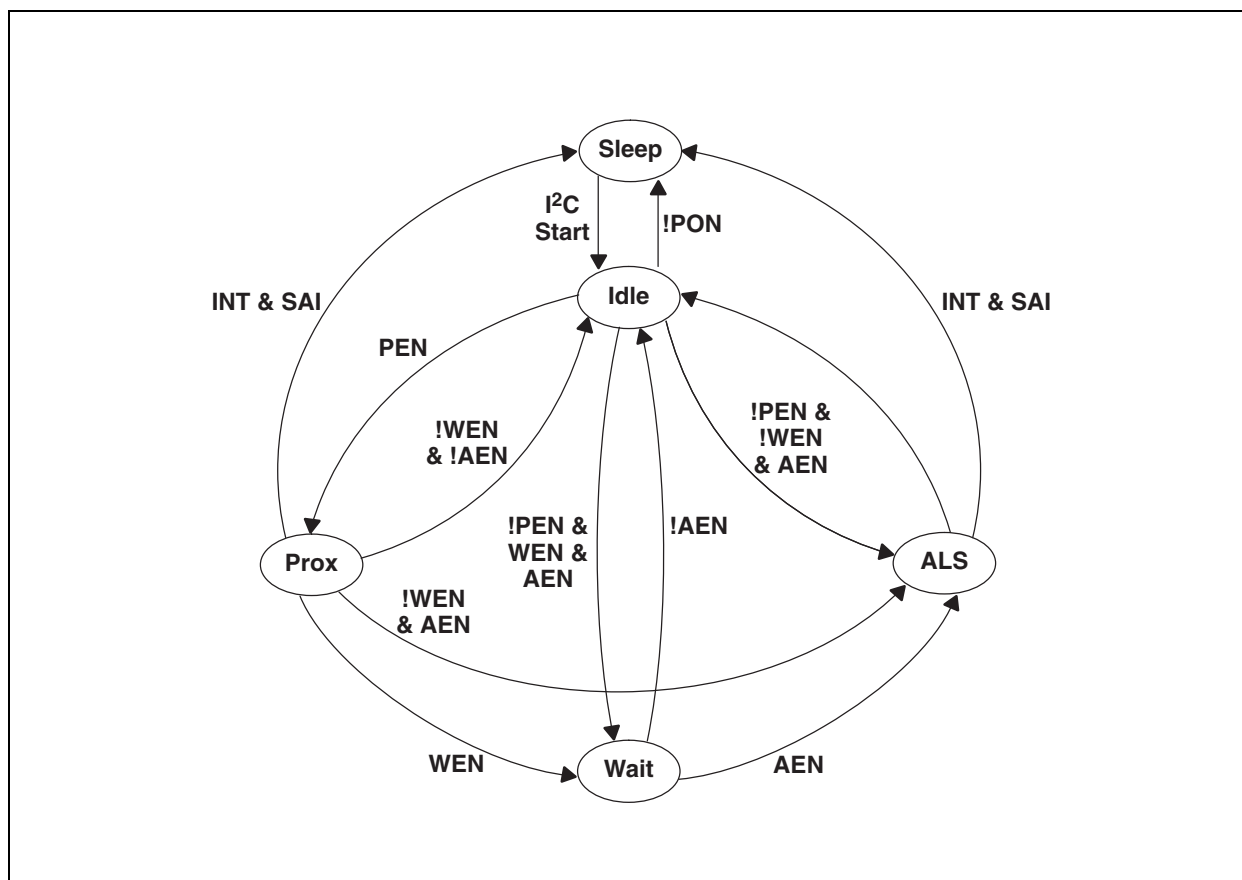 Sleep
I²C
Start
!PON
Idle
INT & SAI
INT & SAI
PEN
!WEN
& !AEN
!PEN &
!WEN
& AEN
!PEN &
WEN &
AEN
!AEN
Prox
ALS
!WEN
& AEN
WEN
Wait
AEN